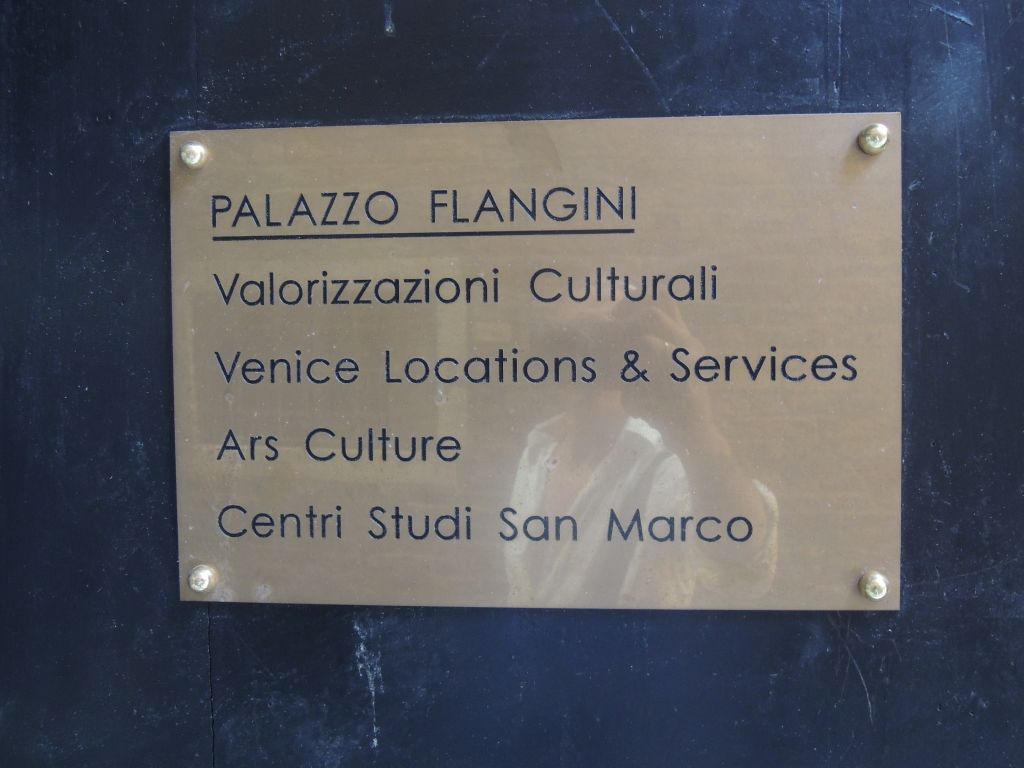 PALAZZO FLANGINI
Valorizzazioni Culturali
Venice Locations & Services
Ars Culture
Centri Studi San Marco